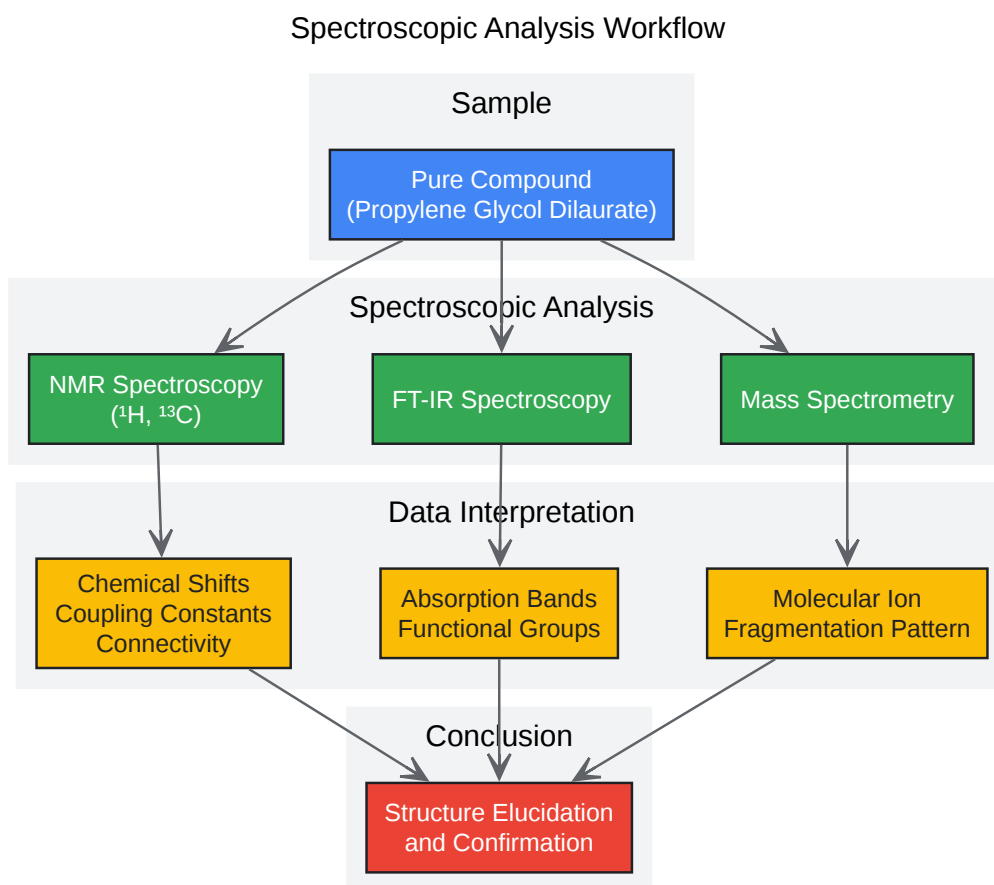 Spectroscopic Analysis Workflow
Sample
Pure Compound
(Propylene Glycol Dilaurate)
Spectroscopic Analysis
NMR Spectroscopy
(¹H, ¹³C)
FT-IR Spectroscopy
Mass Spectrometry
Data Interpretation
Chemical Shifts
Coupling Constants
Connectivity
Absorption Bands
Functional Groups
Molecular Ion
Fragmentation Pattern
Conclusion
Structure Elucidation
and Confirmation